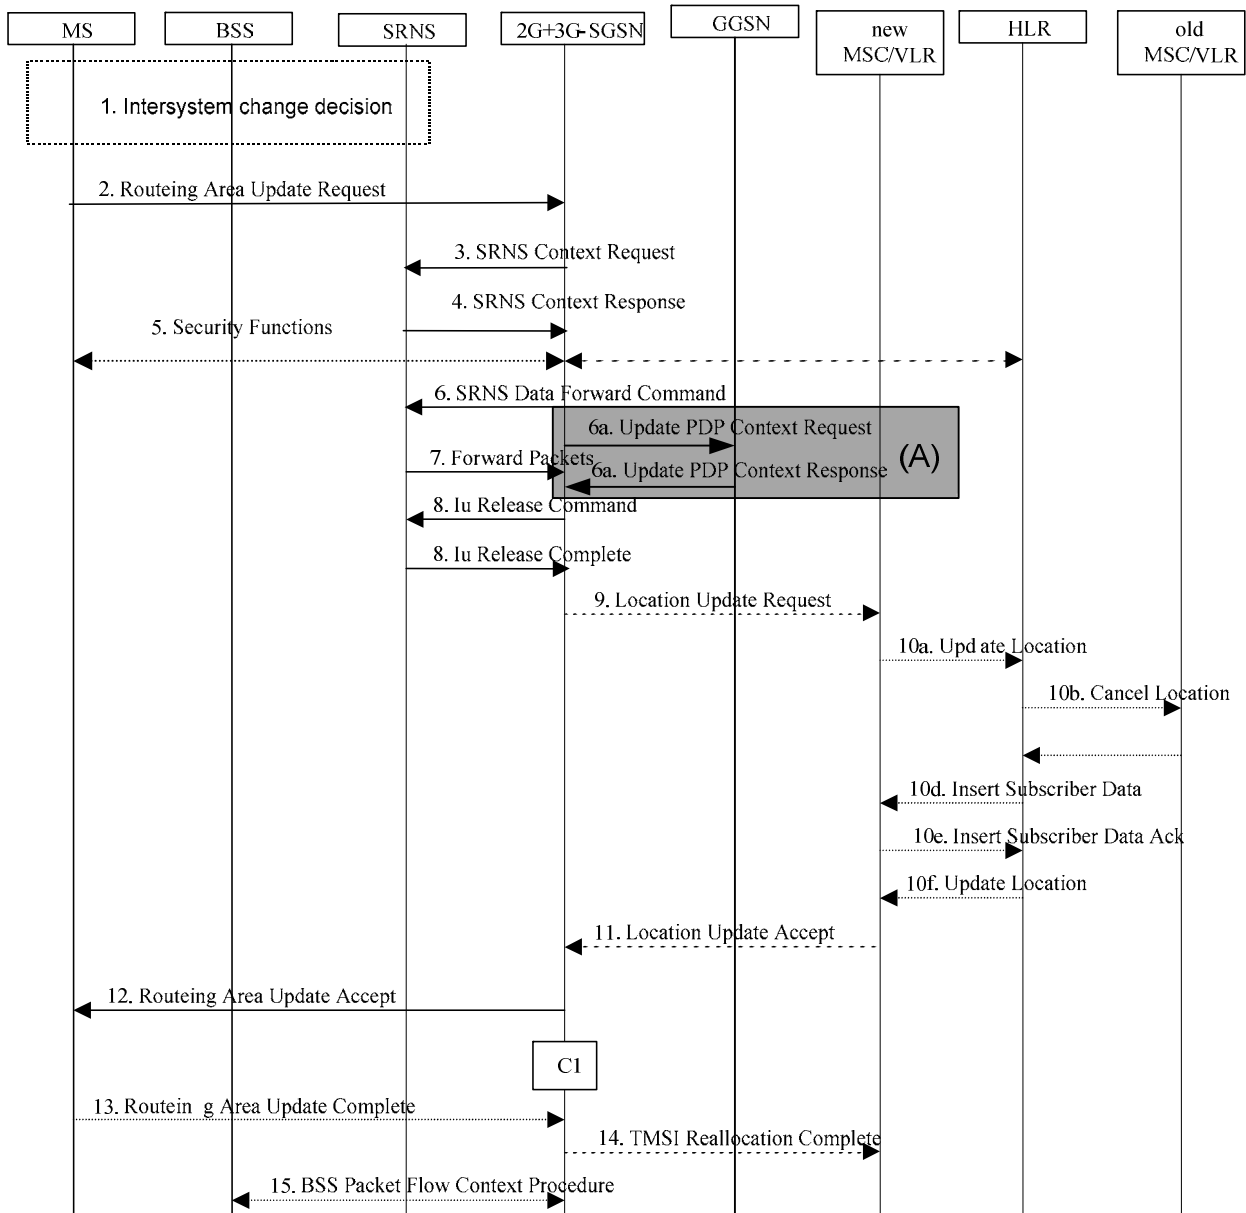 MS
BSS
SRNS
2G+3G-SGSN
GGSN
new
MSC/VLR
HLR
old
MSC/VLR
1. Intersystem change decision
2. Routeing Area Update Request
3. SRNS Context Request
4. SRNS Context Response
5. Security Functions
6. SRNS Data Forward Command
6a. Update PDP Context Request
(A)
7. Forward Packets
6a. Update PDP Context Response
8. Iu Release Command
8. Iu Release Complete
9. Location Update Request
10a. Upd ate Location
10b. Cancel Location
10d. Insert Subscriber Data
10e. Insert Subscriber Data Ack
10f. Update Location
11. Location Update Accept
12. Routeing Area Update Accept
C1
13. Routein g Area Update Complete
14. TMSI Reallocation Complete
15. BSS Packet Flow Context Procedure